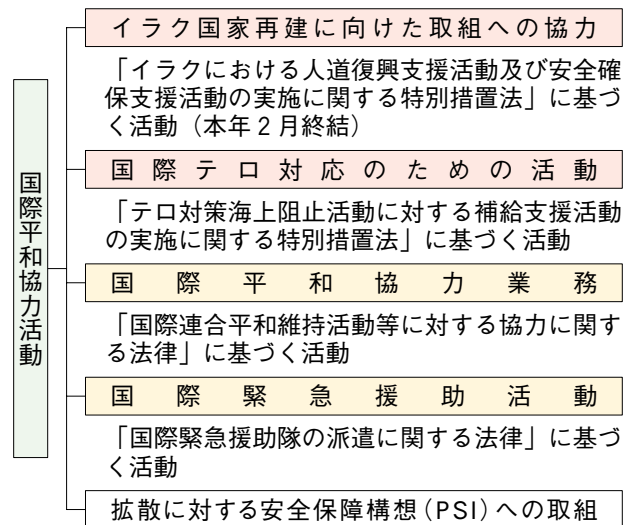 国際平和協力活動
イラク国家再建に向けた取組への協力
「イラクにおける人道復興支援活動及び安全確
保支援活動の実施に関する特別措置法」に基づ
く活動（本年２月終結）
国際テロ対応のための活動
「テロ対策海上阻止活動に対する補給支援活動
の実施に関する特別措置法」に基づく活動
国際平和協力業務
「国際連合平和維持活動等に対する協力に関す
る法律」に基づく活動
国際緊急援助活動
「国際緊急援助隊の派遣に関する法律」に基づ
く活動
拡散に対する安全保障構想（PSI）への取組